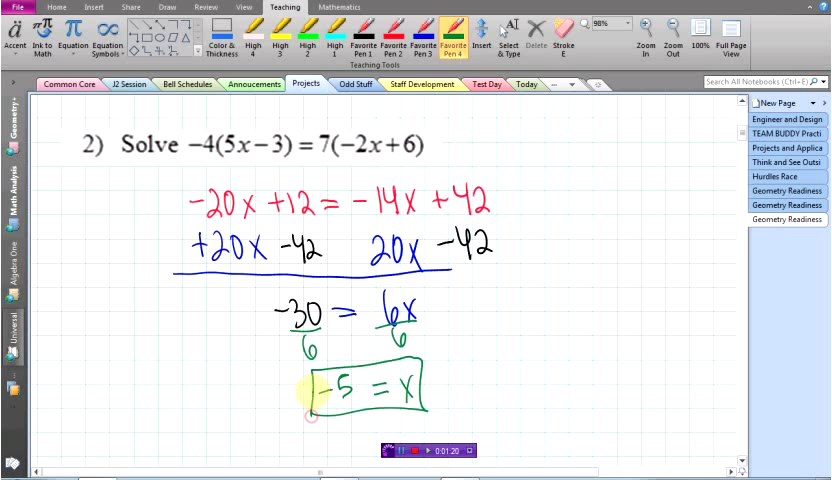 File Home Insert Share Draw Review View Teaching Mathematics
Accent Ink to Math Equation Equation Symbols Color & Thickness High 4 High 3 High 2 High 1 Favorite Pen 1 Favorite Pen 2 Favorite Pen 3 Favorite Pen 4 Insert Select & Type Delete Stroke E 98% Zoom In Zoom Out 100% Full Page View
Teaching Tools
Common Core J2 Session Bell Schedules Annoucements Projects Odd Stuff Staff Development Test Day Today ... Search All Notebooks (Ctrl+E)
Geometry
Math Analysis
Algebra One
Universal
New Page
Engineer and Design
TEAM BUDDY Practi
Projects and Applica
Think and See Outsi
Hurdles Race
Geometry Readiness
Geometry Readiness
Geometry Readiness
2) Solve −4(5x−3)=7(−2x+6)
-20x +12 = -14x +42
+20x -42 20x -42
-30 = 6x
6 6
-5 = x
0:01:20